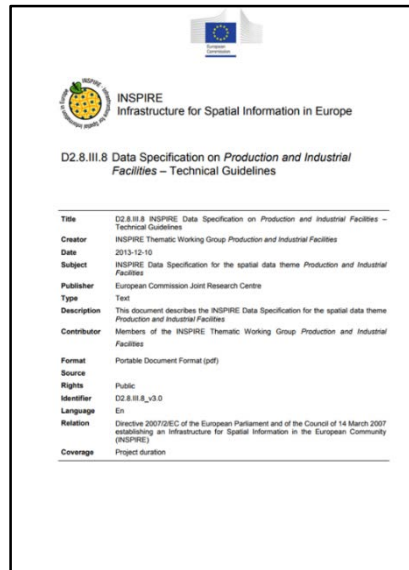 European
Commission
INSPIRE
Infrastructure for Spatial Information in Europe
D2.8.III.8 Data Specification on Production and Industrial
Facilities – Technical Guidelines
Title D2.8.III.8 INSPIRE Data Specification on Production and Industrial Facilities –
Technical Guidelines
Creator INSPIRE Thematic Working Group Production and Industrial Facilities
Date 2013-12-10
Subject INSPIRE Data Specification for the spatial data theme Production and Industrial
Facilities
Publisher European Commission Joint Research Centre
Type Text
Description This document describes the INSPIRE Data Specification for the spatial data theme
Production and Industrial Facilities
Contributor Members of the INSPIRE Thematic Working Group Production and Industrial
Facilities
Format Portable Document Format (pdf)
Source
Rights Public
Identifier D2.8.III.8_v3.0
Language En
Relation Directive 2007/2/EC of the European Parliament and of the Council of 14 March 2007
establishing an Infrastructure for Spatial Information in the European Community
(INSPIRE)
Coverage Project duration